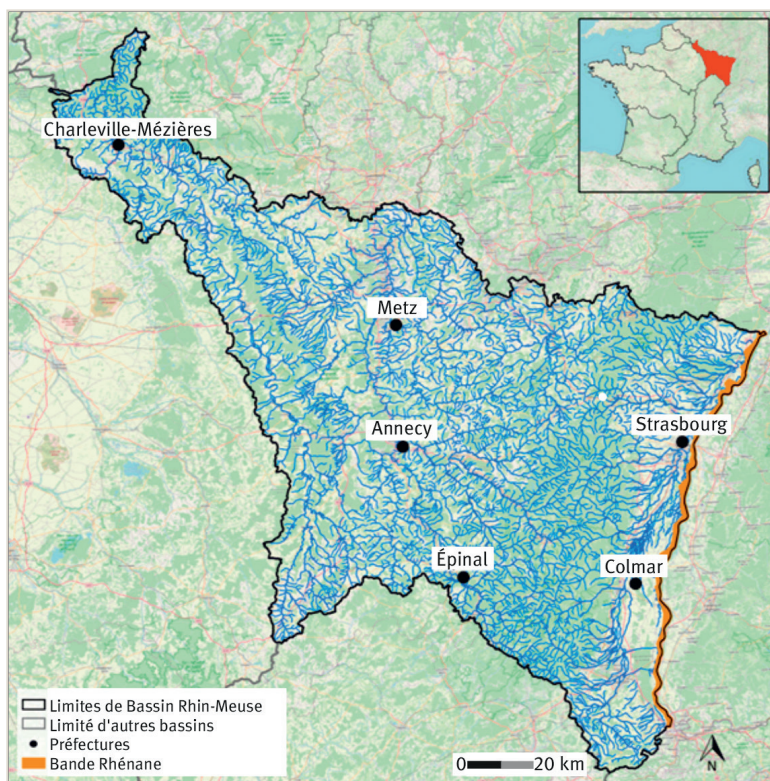 Charleville-Mézières
Metz
Annecy
Strasbourg
Épinal
Colmar
Limites de Bassin Rhin-Meuse
Limité d'autres bassins
Préfectures
Bande Rhénane
0 20 km
N